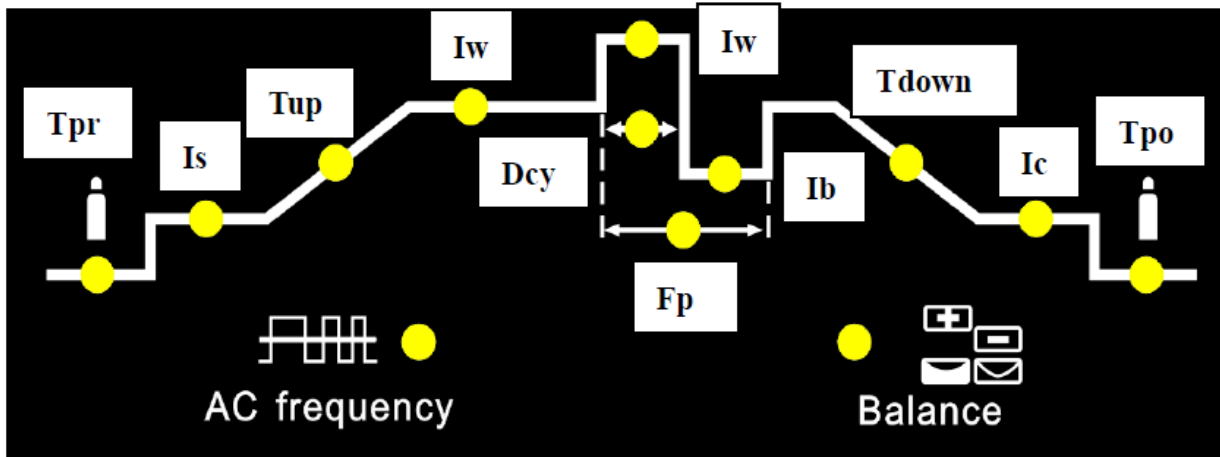 Tpr
Is
Tup
Iw
Dcy
Iw
Ib
Fp
Tdown
Ic
Tpo
AC frequency
Balance